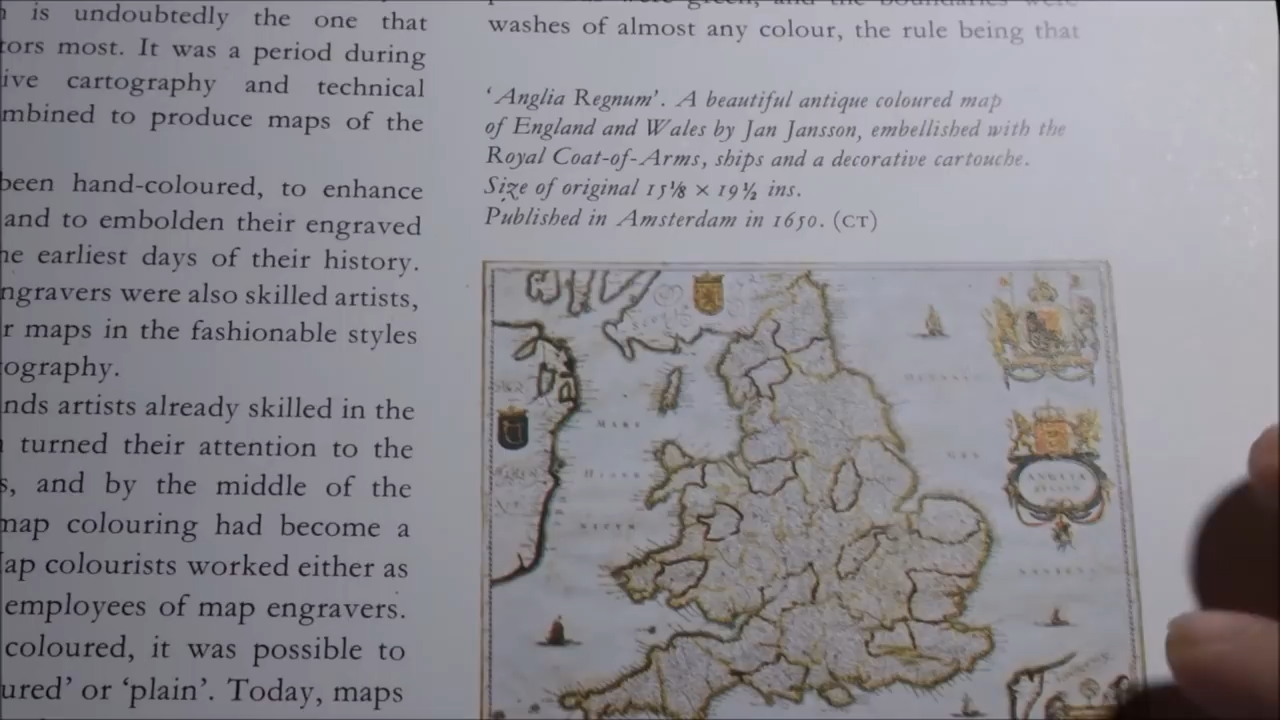 is undoubtedly the one that
tors most. It was a period during
ive cartography and technical
mbined to produce maps of the
been hand-coloured, to enhance
and to embolden their engraved
he earliest days of their history.
ngravers were also skilled artists,
r maps in the fashionable styles
ography.
nds artists already skilled in the
turned their attention to the
s, and by the middle of the
map colouring had become a
ap colourists worked either as
employees of map engravers.
coloured, it was possible to
ured' or 'plain'. Today, maps
washes of almost any colour, the rule being that
'Anglia Regnum'. A beautiful antique coloured map
of England and Wales by Jan Jansson, embellished with the
Royal Coat-of-Arms, ships and a decorative cartouche.
Size of original 15⅛ × 19½ ins.
Published in Amsterdam in 1650. (CT)
MARE
ANGLIA